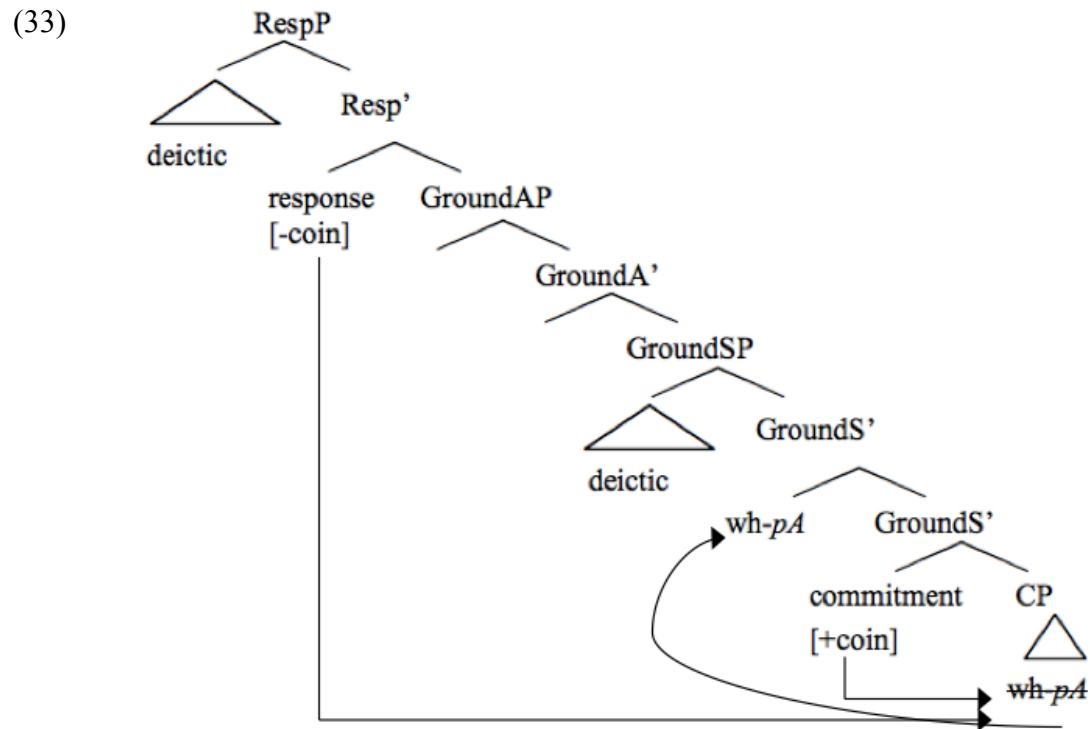 (33)
RespP
Resp’
deictic
response GroundAP
[-coin]
GroundA’
GroundSP
GroundS’
deictic
wh-pA GroundS’
commitment CP
[+coin]
wh-pA